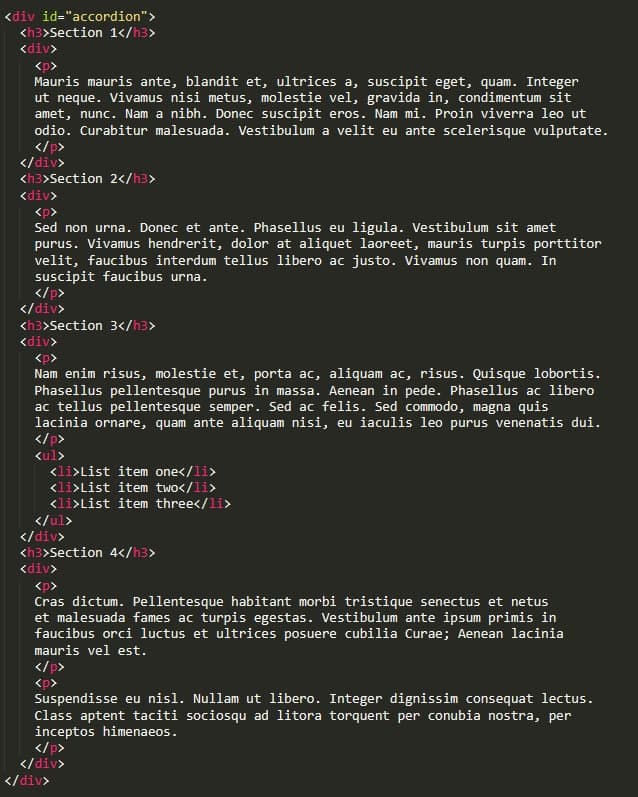 <div id="accordion">
  <h3>Section 1</h3>
  <div>
    <p>
    Mauris mauris ante, blandit et, ultrices a, suscipit eget, quam. Integer
    ut neque. Vivamus nisi metus, molestie vel, gravida in, condimentum sit
    amet, nunc. Nam a nibh. Donec suscipit eros. Nam mi. Proin viverra leo ut
    odio. Curabitur malesuada. Vestibulum a velit eu ante scelerisque vulputate.
    </p>
  </div>
  <h3>Section 2</h3>
  <div>
    <p>
    Sed non urna. Donec et ante. Phasellus eu ligula. Vestibulum sit amet
    purus. Vivamus hendrerit, dolor at aliquet laoreet, mauris turpis porttitor
    velit, faucibus interdum tellus libero ac justo. Vivamus non quam. In
    suscipit faucibus urna.
    </p>
  </div>
  <h3>Section 3</h3>
  <div>
    <p>
    Nam enim risus, molestie et, porta ac, aliquam ac, risus. Quisque lobortis.
    Phasellus pellentesque purus in massa. Aenean in pede. Phasellus ac libero
    ac tellus pellentesque semper. Sed ac felis. Sed commodo, magna quis
    lacinia ornare, quam ante aliquam nisi, eu iaculis leo purus venenatis dui.
    </p>
    <ul>
      <li>List item one</li>
      <li>List item two</li>
      <li>List item three</li>
    </ul>
  </div>
  <h3>Section 4</h3>
  <div>
    <p>
    Cras dictum. Pellentesque habitant morbi tristique senectus et netus
    et malesuada fames ac turpis egestas. Vestibulum ante ipsum primis in
    faucibus orci luctus et ultrices posuere cubilia Curae; Aenean lacinia
    mauris vel est.
    </p>
    <p>
    Suspendisse eu nisl. Nullam ut libero. Integer dignissim consequat lectus.
    Class aptent taciti sociosqu ad litora torquent per conubia nostra, per
    inceptos himenaeos.
    </p>
  </div>
</div>